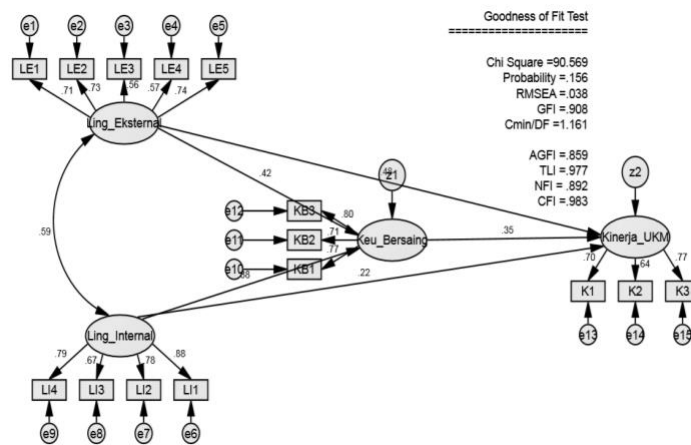 Goodness of Fit Test
=====================
Chi Square =90.569
Probability =.156
RMSEA =.038
GFI =.908
Cmin/DF =1.161
AGFI =.859
TLI =.977
NFI =.892
CFI =.983
e1 e2 e3 e4 e5
LE1 LE2 LE3 LE4 LE5
.71 .73 .56 .57 .74
Ling_Eksternal
.42
z1
z2
.59
e12 KB3 .80
e11 KB2 .71
e10 KB1 .77
Keu_Bersaing
.35
Kinerja_UKM
.22
.70 .64 .77
K1 K2 K3
e13 e14 e15
Ling_Internal
.79 .67 .78 .88
LI4 LI3 LI2 LI1
e9 e8 e7 e6